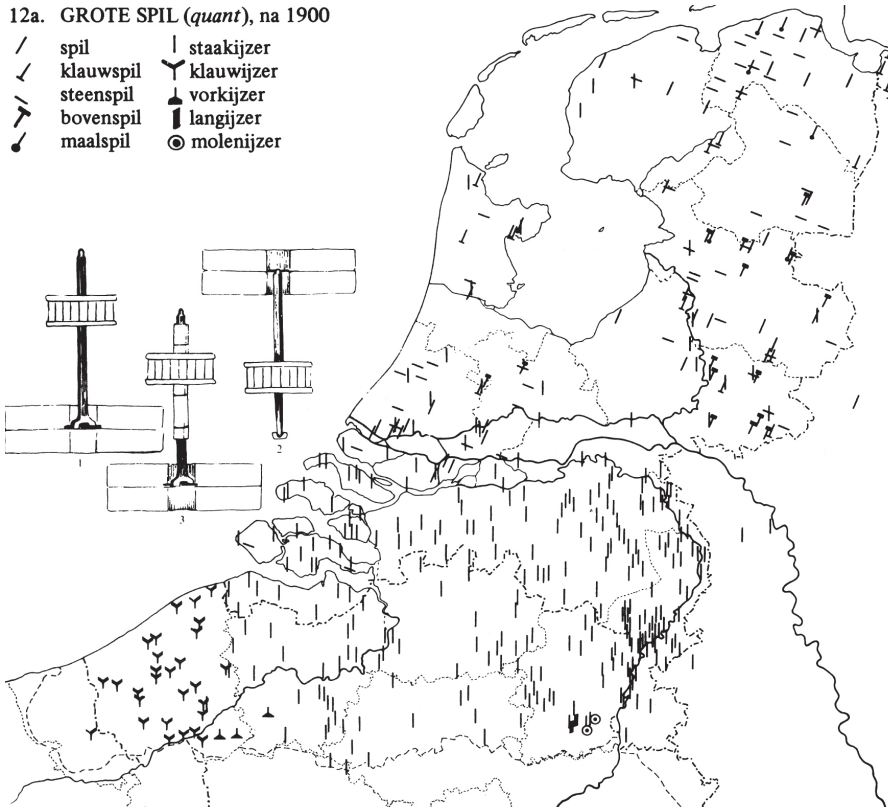 12a. GROTE SPIL (quant), na 1900
spil
klauwspil
steenspil
bovenspil
maalspil
staakijzer
klauwijzer
vorkijzer
langijzer
molenijzer
1
2
3